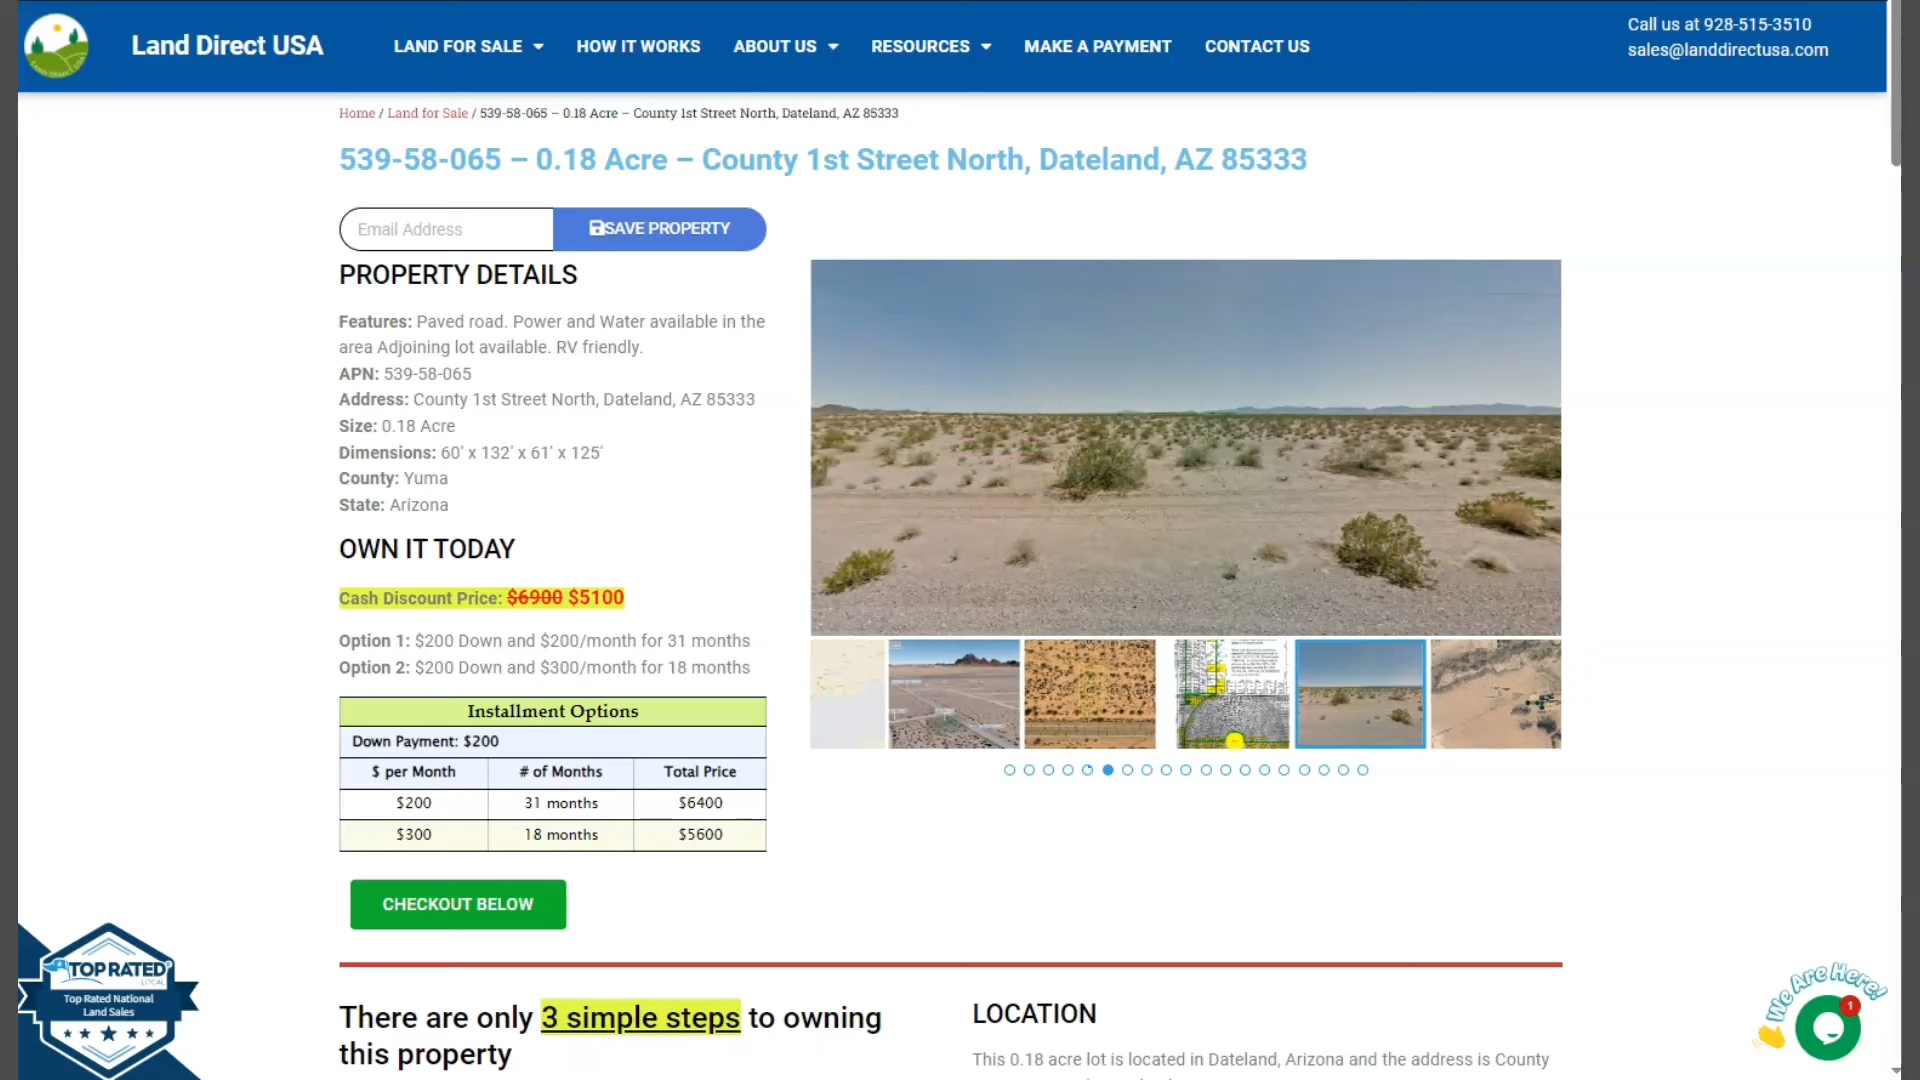 Land Direct USA
LAND FOR SALE
HOW IT WORKS
ABOUT US
RESOURCES
MAKE A PAYMENT
CONTACT US
Call us at 928-515-3510
sales@landdirectusa.com
Home / Land for Sale / 539-58-065 – 0.18 Acre – County 1st Street North, Dateland, AZ 85333
539-58-065 – 0.18 Acre – County 1st Street North, Dateland, AZ 85333
Email Address
SAVE PROPERTY
PROPERTY DETAILS
Features: Paved road. Power and Water available in the
area Adjoining lot available. RV friendly.
APN: 539-58-065
Address: County 1st Street North, Dateland, AZ 85333
Size: 0.18 Acre
Dimensions: 60' x 132' x 61' x 125'
County: Yuma
State: Arizona
OWN IT TODAY
Cash Discount Price: $6900 $5100
Option 1: $200 Down and $200/month for 31 months
Option 2: $200 Down and $300/month for 18 months
Installment Options
Down Payment: $200
$ per Month # of Months Total Price
$200 31 months $6400
$300 18 months $5600
CHECKOUT BELOW
TOP RATED
LOCAL
Top Rated National
Land Sales
There are only 3 simple steps to owning
this property
LOCATION
This 0.18 acre lot is located in Dateland, Arizona and the address is County
We Are Here!
1